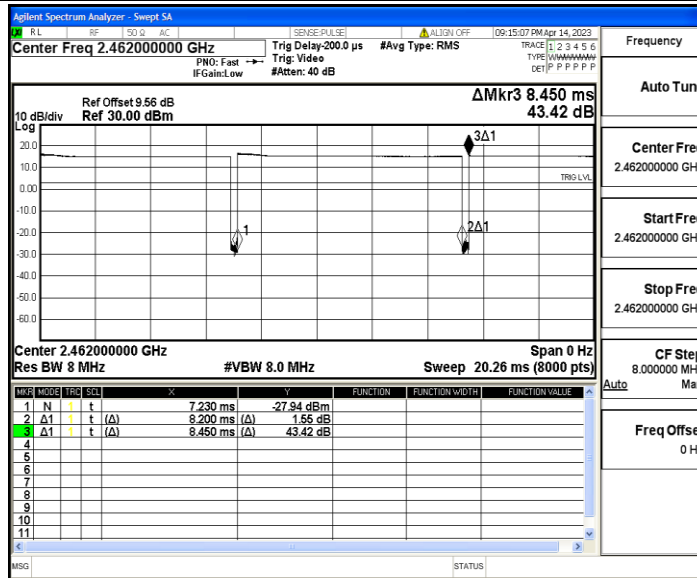 Agilent Spectrum Analyzer - Swept SA
RL RF 50 Ω AC SENSE:PULSE ALIGN OFF 09:15:07 PM Apr 14, 2023
Center Freq 2.462000000 GHz
PNO: Fast
IFGain:Low
Trig Delay-200.0 µs
Trig: Video
#Atten: 40 dB
#Avg Type: RMS
TRACE 1 2 3 4 5 6
TYPE WWWWWW
DET P P P P P P
Ref Offset 9.56 dB
10 dB/div Ref 30.00 dBm
Log
ΔMkr3 8.450 ms
43.42 dB
20.0
10.0
0.00
-10.0
-20.0
-30.0
-40.0
-50.0
-60.0
3Δ1
TRIG LVL
1
2Δ1
Center 2.462000000 GHz Span 0 Hz
Res BW 8 MHz #VBW 8.0 MHz Sweep 20.26 ms (8000 pts)
MKR MODE TRC SCL X Y FUNCTION FUNCTION WIDTH FUNCTION VALUE
1 N 1 t 7.230 ms -27.94 dBm
2 Δ1 1 t (Δ) 8.200 ms (Δ) 1.55 dB
3 Δ1 1 t (Δ) 8.450 ms (Δ) 43.42 dB
4
5
6
7
8
9
10
11
MSG STATUS
Frequency
Auto Tun
Center Fre
2.462000000 GH
Start Fre
2.462000000 GH
Stop Fre
2.462000000 GH
CF Step
8.000000 MH
Auto Ma
Freq Offse
0 H